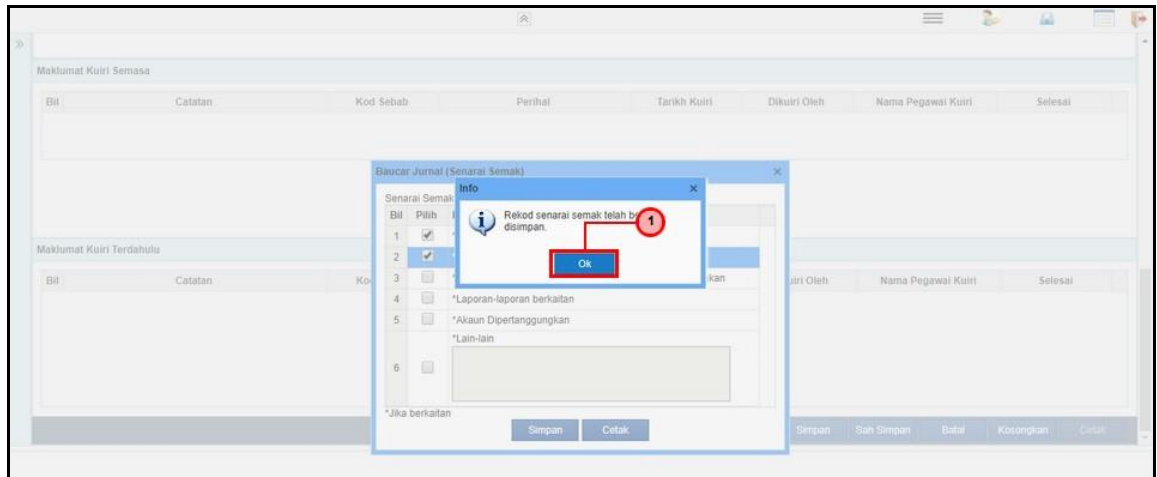 Maklumat Kuiri Semasa
Bil Catatan Kod Sebab Perihal Tarikh Kuiri Dikuiri Oleh Nama Pegawai Kuiri Selesai
Baucar Jurnal (Senarai Semak)
Senarai Semak
Info
Rekod senarai semak telah
disimpan.
1
Ok
Bil Pilih
1
2
3
4 *Laporan-laporan berkaitan
5 *Akaun Dipertanggungkan
*Lain-lain
6
*Jika berkaitan
Simpan Cetak
Maklumat Kuiri Terdahulu
Bil Catatan Oleh Nama Pegawai Kuiri Selesai
Simpan Sah Simpan Batal Kosongkan Cetak